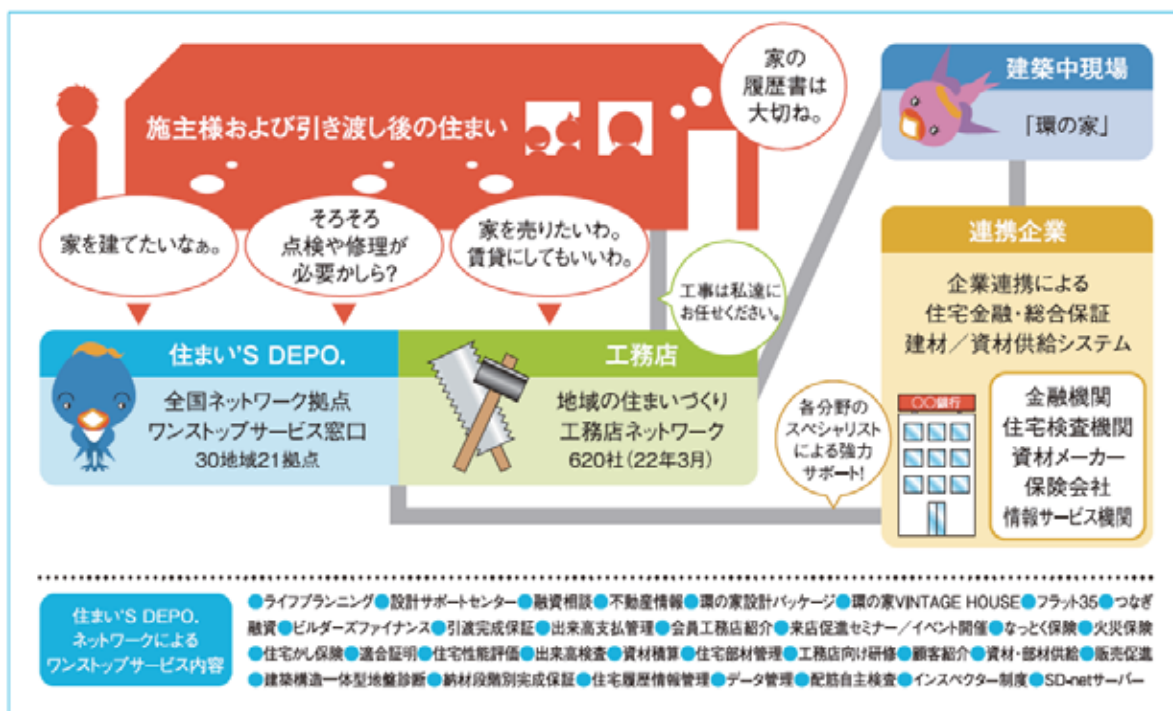 家の
履歴書は
大切ね。
建築中現場
「環の家」
施主様および引き渡し後の住まい
家を建てたいなぁ。
そろそろ
点検や修理が
必要かしら?
家を売りたいわ。
賃貸にしてもいいわ。
工事は私達に
お任せください。
連携企業
企業連携による
住宅金融・総合保証
建材/資材供給システム
〇〇銀行
金融機関
住宅検査機関
資材メーカー
保険会社
情報サービス機関
住まい'S DEPO.
全国ネットワーク拠点
ワンストップサービス窓口
30地域21拠点
工務店
地域の住まいづくり
工務店ネットワーク
620社(22年3月)
各分野の
スペシャリスト
による強力
サポート!
住まい'S DEPO.
ネットワークによる
ワンストップサービス内容
●ライフプランニング●設計サポートセンター●融資相談●不動産情報●環の家設計パッケージ●環の家VINTAGE HOUSE●フラット35●つなぎ
融資●ビルダーズファイナンス●引渡完成保証●出来高支払管理●会員工務店紹介●来店促進セミナー/イベント開催●なっとく保険●火災保険
●住宅かし保険●適合証明●住宅性能評価●出来高検査●資材積算●住宅部材管理●工務店向け研修●顧客紹介●資材・部材供給●販売促進
●建築構造一体型地盤診断●納材段階別完成保証●住宅履歴情報管理●データ管理●配筋自主検査●インスペクター制度●SD-netサーバー